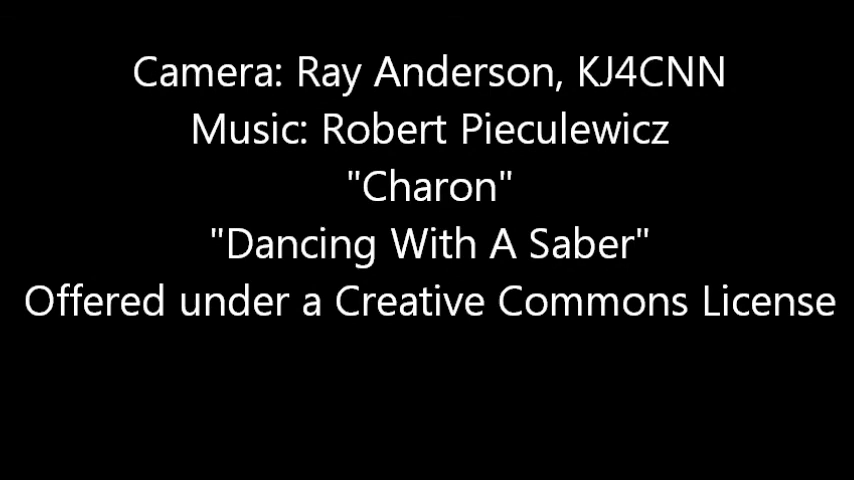 Camera: Ray Anderson, KJ4CNN
Music: Robert Pieculewicz
"Charon"
"Dancing With A Saber"
Offered under a Creative Commons License